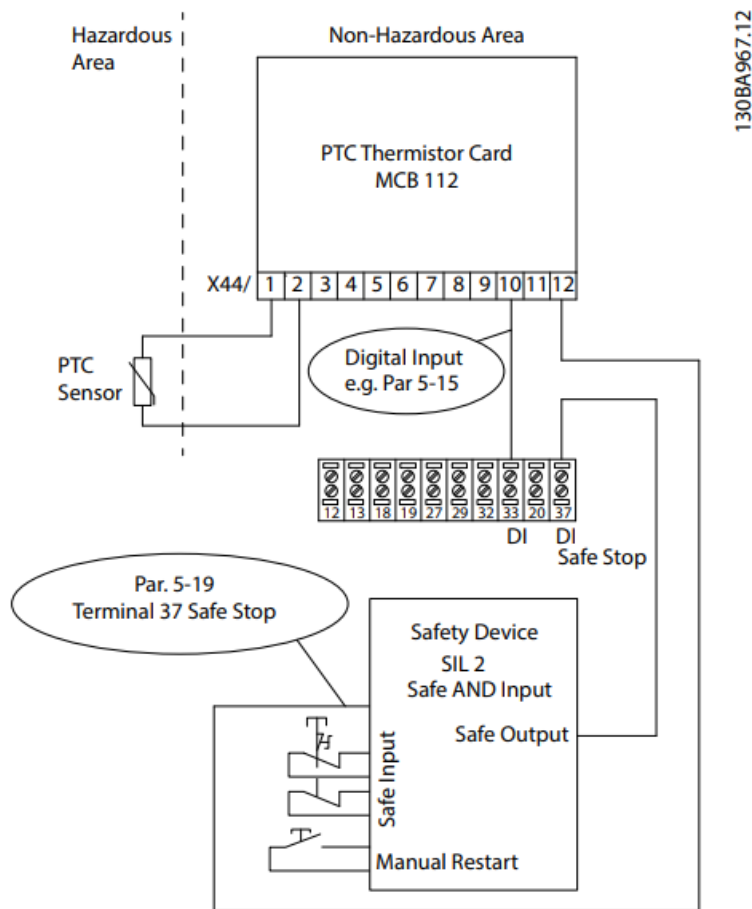 130BA967.12
Hazardous
Area
Non-Hazardous Area
PTC Thermistor Card
MCB 112
X44/ 1 2 3 4 5 6 7 8 9 10 11 12
PTC
Sensor
Digital Input
e.g. Par 5-15
12 13 18 19 27 29 32 33 20 37
DI DI
Safe Stop
Par. 5-19
Terminal 37 Safe Stop
Safety Device
SIL 2
Safe AND Input
Safe Output
Safe Input
Manual Restart